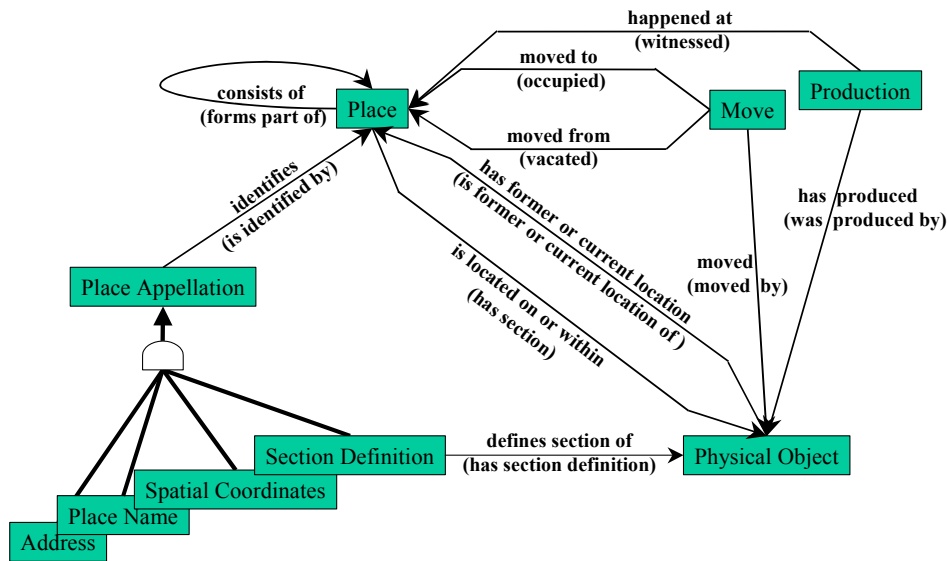 happened at
(witnessed)
moved to
(occupied)
consists of
(forms part of)
Place
Move
Production
moved from
(vacated)
identifies
(is identified by)
has former or current location
(is former or current location of )
has produced
(was produced by)
is located on or within
(has section)
moved
(moved by)
Place Appellation
Section Definition
defines section of
(has section definition)
Physical Object
Spatial Coordinates
Place Name
Address